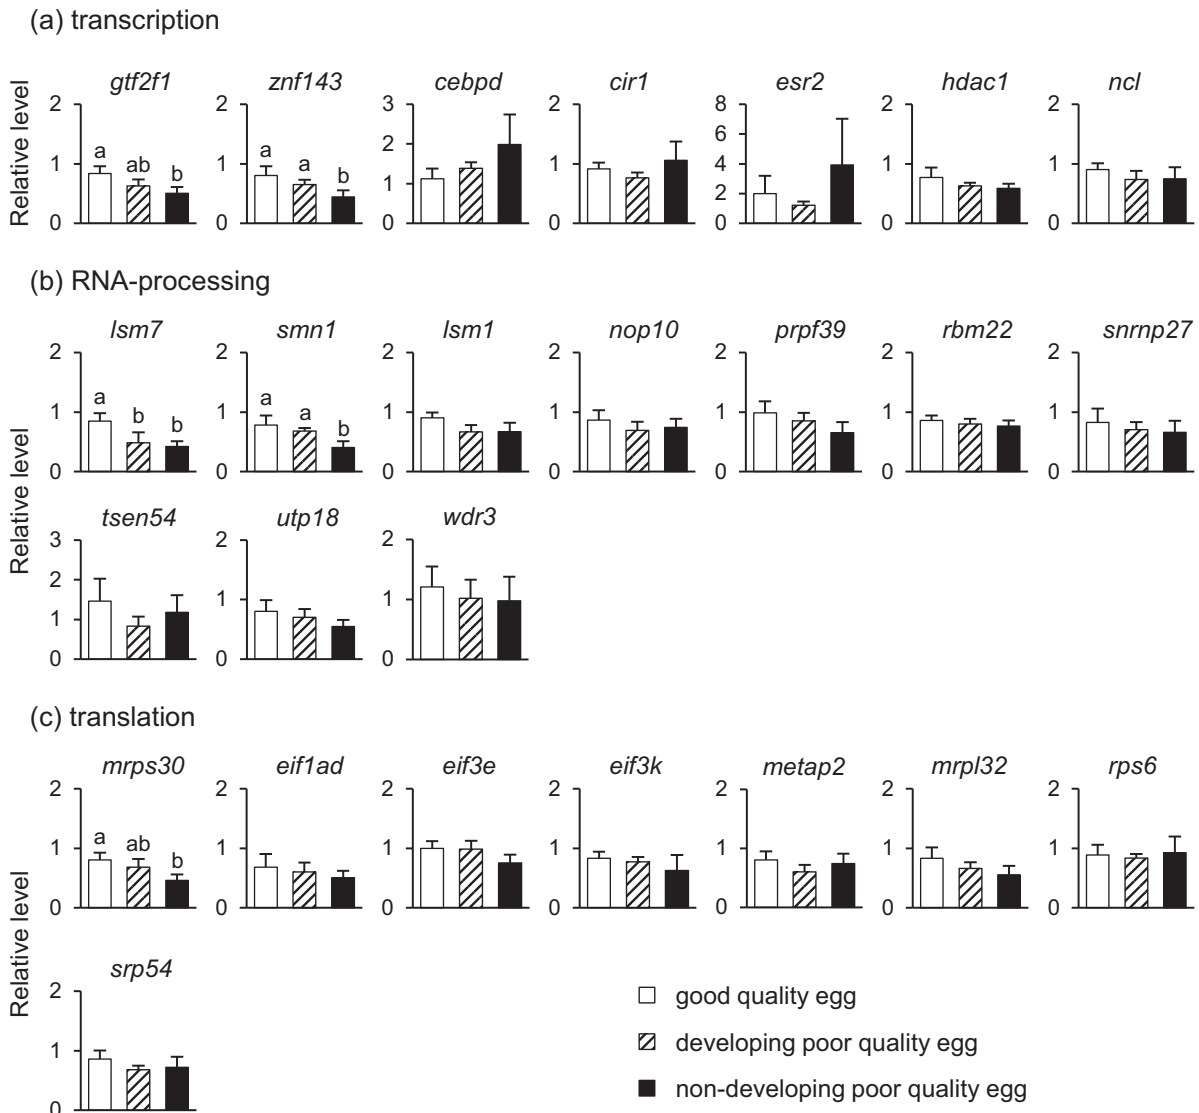 (a) transcription
gtf2f1 znf143 cebpd cir1 esr2 hdac1 ncl
Relative level
2 1 0 a ab b
2 1 0 a a b
3 2 1 0
2 1 0
8 6 4 2 0
2 1 0
2 1 0
(b) RNA-processing
lsm7 smn1 lsm1 nop10 prpf39 rbm22 snrnp27
Relative level
2 1 0 a b b
2 1 0 a a b
2 1 0
2 1 0
2 1 0
2 1 0
2 1 0
tsen54 utp18 wdr3
3 2 1 0
2 1 0
2 1 0
(c) translation
mrps30 eif1ad eif3e eif3k metap2 mrpl32 rps6
Relative level
2 1 0 a ab b
2 1 0
2 1 0
2 1 0
2 1 0
2 1 0
2 1 0
srp54
2 1 0
good quality egg
developing poor quality egg
non-developing poor quality egg